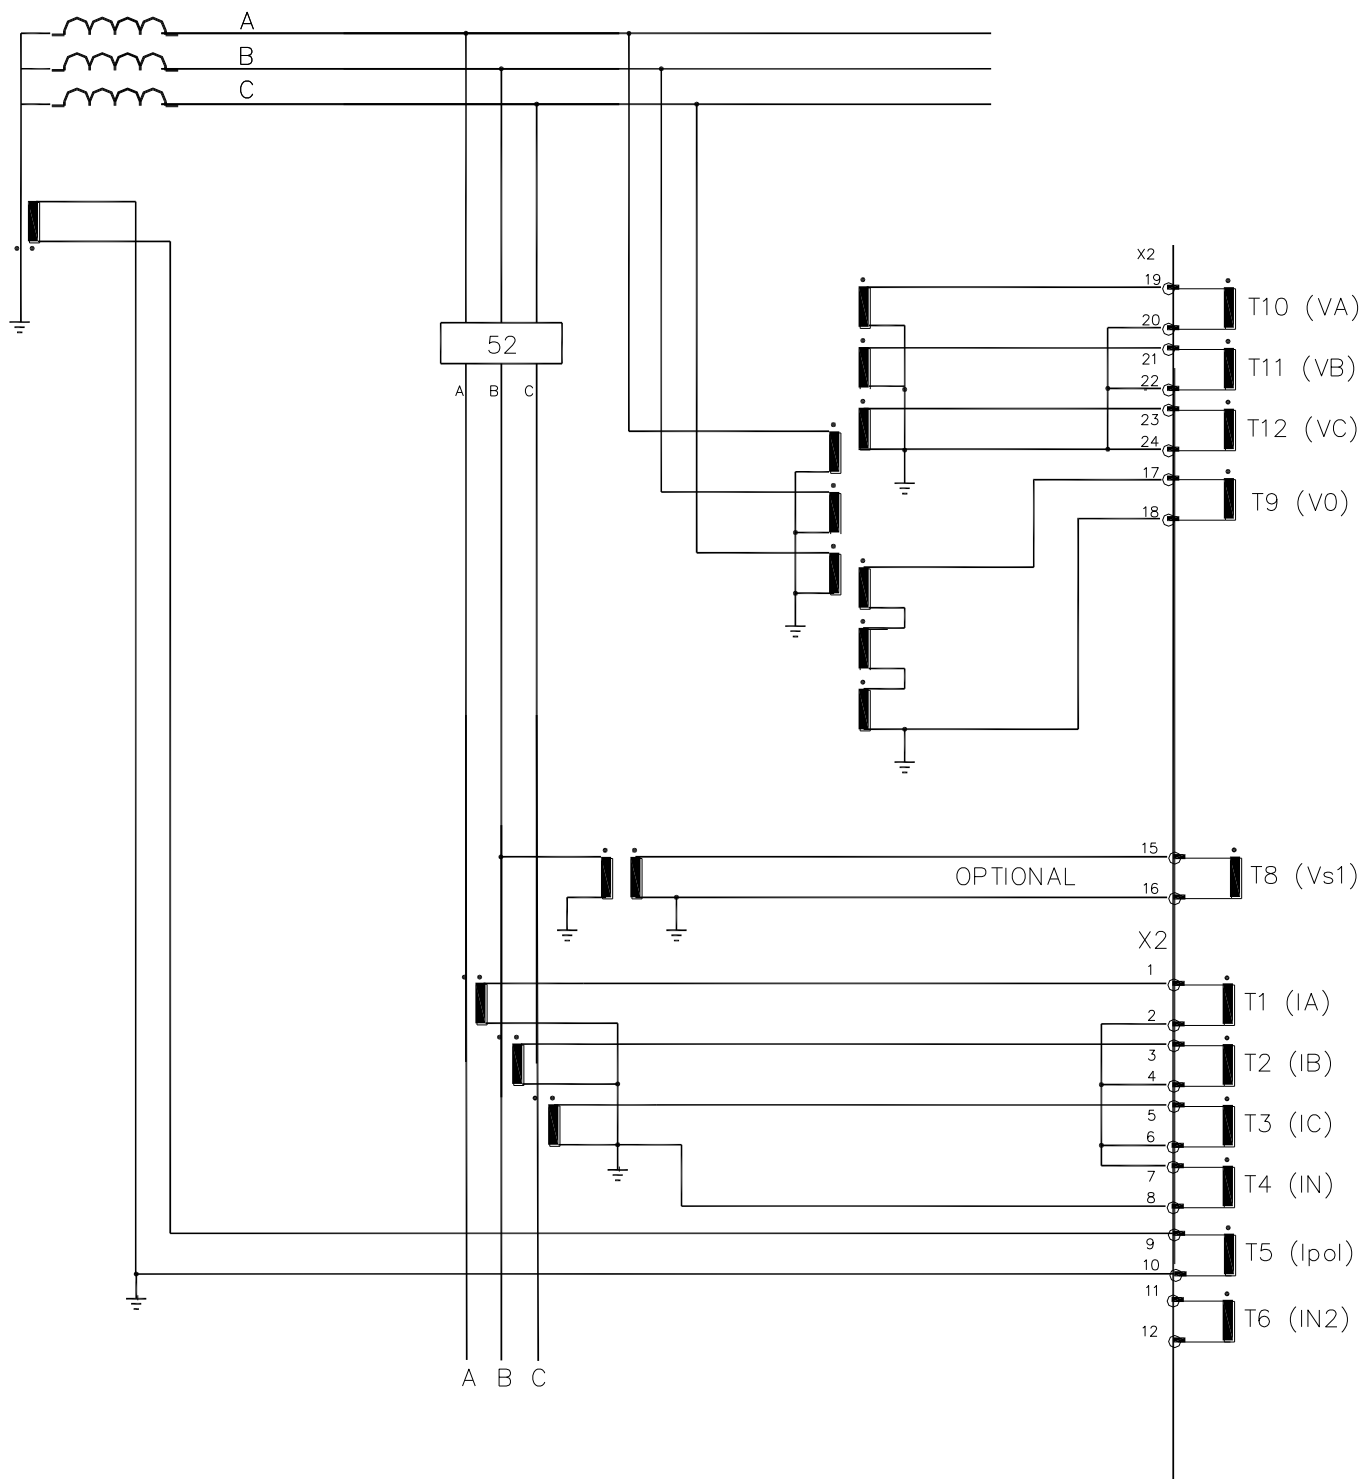 A
B
C
X2
19
T10 (VA)
20
21
T11 (VB)
22
52
A B C
23
T12 (VC)
24
17
T9 (V0)
18
15
OPTIONAL
T8 (Vs1)
16
X2
1
T1 (IA)
2
3
T2 (IB)
4
5
T3 (IC)
6
7
T4 (IN)
8
9
T5 (Ipol)
10
11
T6 (IN2)
12
A B C